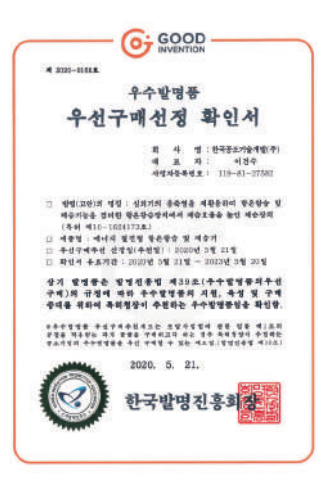 GOOD
INVENTION
제 2020-0158호
우수발명품
우선구매선정 확인서
회 사 명 : 한국공조기술개발(주)
대 표 자 : 이건수
사업자등록번호 : 119-81-27582
□ 발명(고안)의 명칭 : 실외기의 응축열을 재활용하여 항온항습 및
제습기능을 겸비한 항온항습장치에서 제습효율을 높인 제습장치
(특허 제10-1624173호)
□ 제품명 : 에너지 절전형 항온항습 및 제습기
□ 우선구매추천 선정일(추천일) : 2020년 5월 21일
□ 확인서 유효기간 : 2020년 5월 21일 ~ 2023년 5월 20일
상기 발명품은 발명진흥법 제39조(우수발명품의우선
구매)의 규정에 따라 우수발명품의 지원, 육성 및 구매
증대를 위하여 특허청장이 추천하는 우수발명품임을 확인함.
2020. 5. 21.
한국발명진흥회장